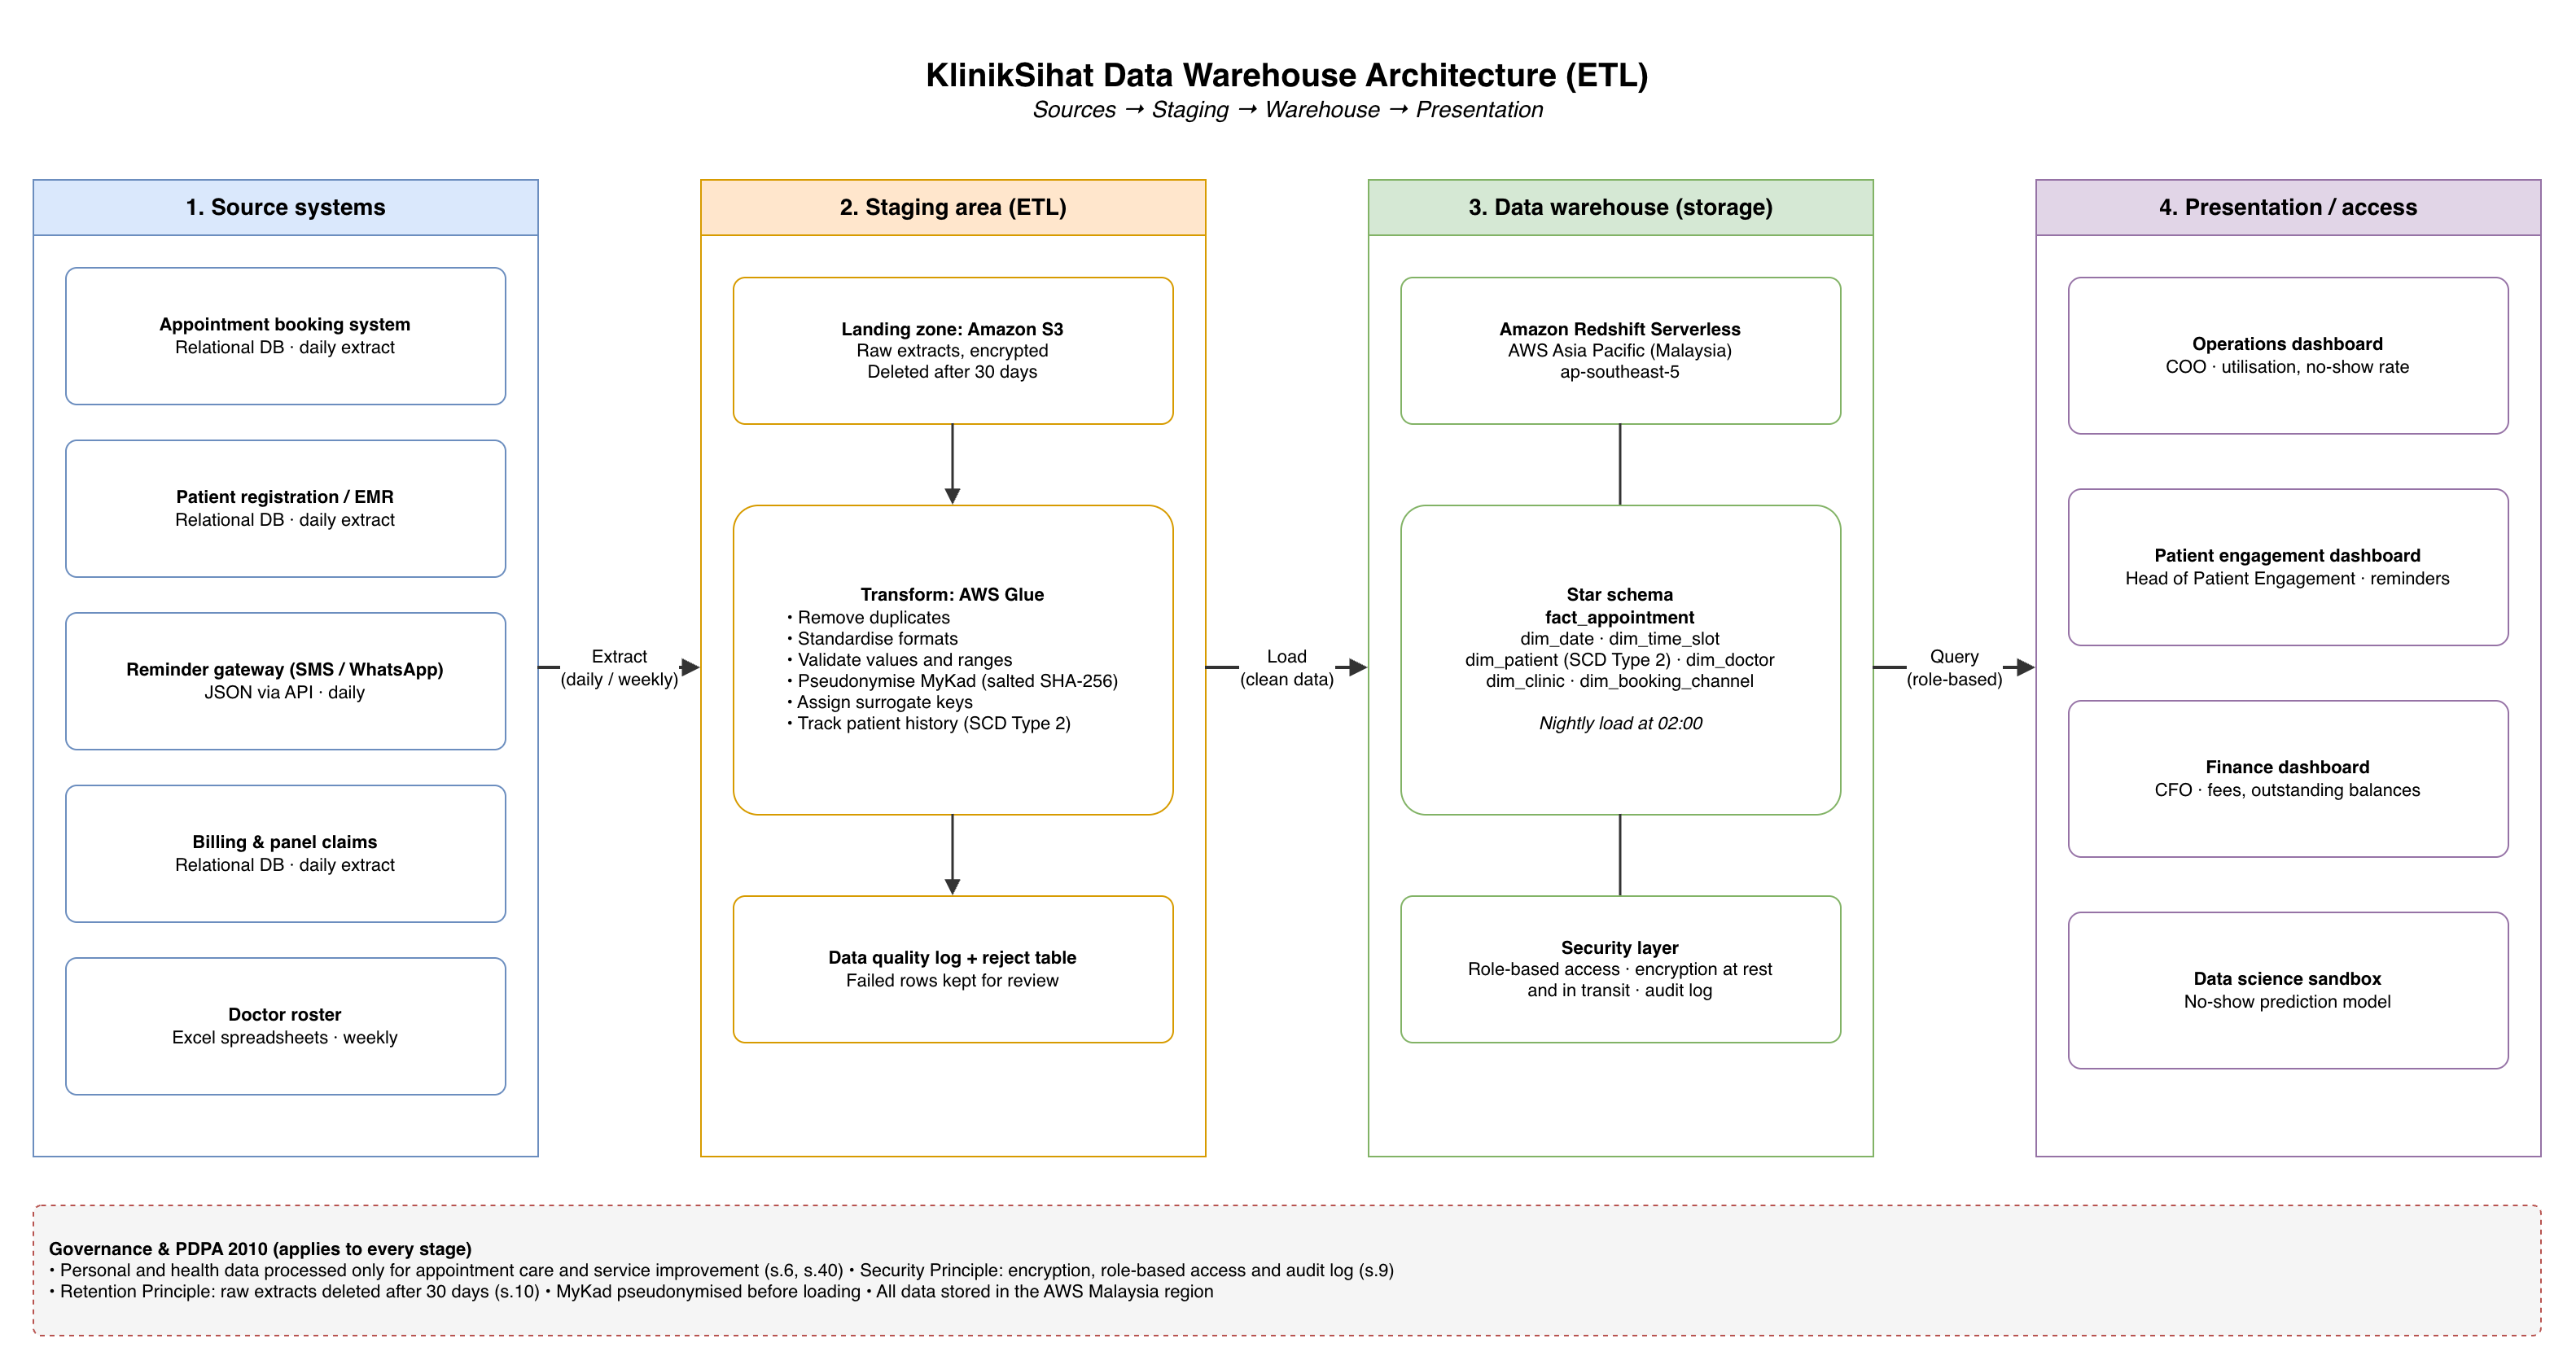 KlinikSihat Data Warehouse Architecture (ETL)
Sources → Staging → Warehouse → Presentation
1. Source systems
Appointment booking system
Relational DB · daily extract
Patient registration / EMR
Relational DB · daily extract
Reminder gateway (SMS / WhatsApp)
JSON via API · daily
Billing & panel claims
Relational DB · daily extract
Doctor roster
Excel spreadsheets · weekly
Extract
(daily / weekly)
2. Staging area (ETL)
Landing zone: Amazon S3
Raw extracts, encrypted
Deleted after 30 days
Transform: AWS Glue
• Remove duplicates
• Standardise formats
• Validate values and ranges
• Pseudonymise MyKad (salted SHA-256)
• Assign surrogate keys
• Track patient history (SCD Type 2)
Data quality log + reject table
Failed rows kept for review
Load
(clean data)
3. Data warehouse (storage)
Amazon Redshift Serverless
AWS Asia Pacific (Malaysia)
ap-southeast-5
Star schema
fact_appointment
dim_date · dim_time_slot
dim_patient (SCD Type 2) · dim_doctor
dim_clinic · dim_booking_channel
Nightly load at 02:00
Security layer
Role-based access · encryption at rest
and in transit · audit log
Query
(role-based)
4. Presentation / access
Operations dashboard
COO · utilisation, no-show rate
Patient engagement dashboard
Head of Patient Engagement · reminders
Finance dashboard
CFO · fees, outstanding balances
Data science sandbox
No-show prediction model
Governance & PDPA 2010 (applies to every stage)
• Personal and health data processed only for appointment care and service improvement (s.6, s.40) • Security Principle: encryption, role-based access and audit log (s.9)
• Retention Principle: raw extracts deleted after 30 days (s.10) • MyKad pseudonymised before loading • All data stored in the AWS Malaysia region